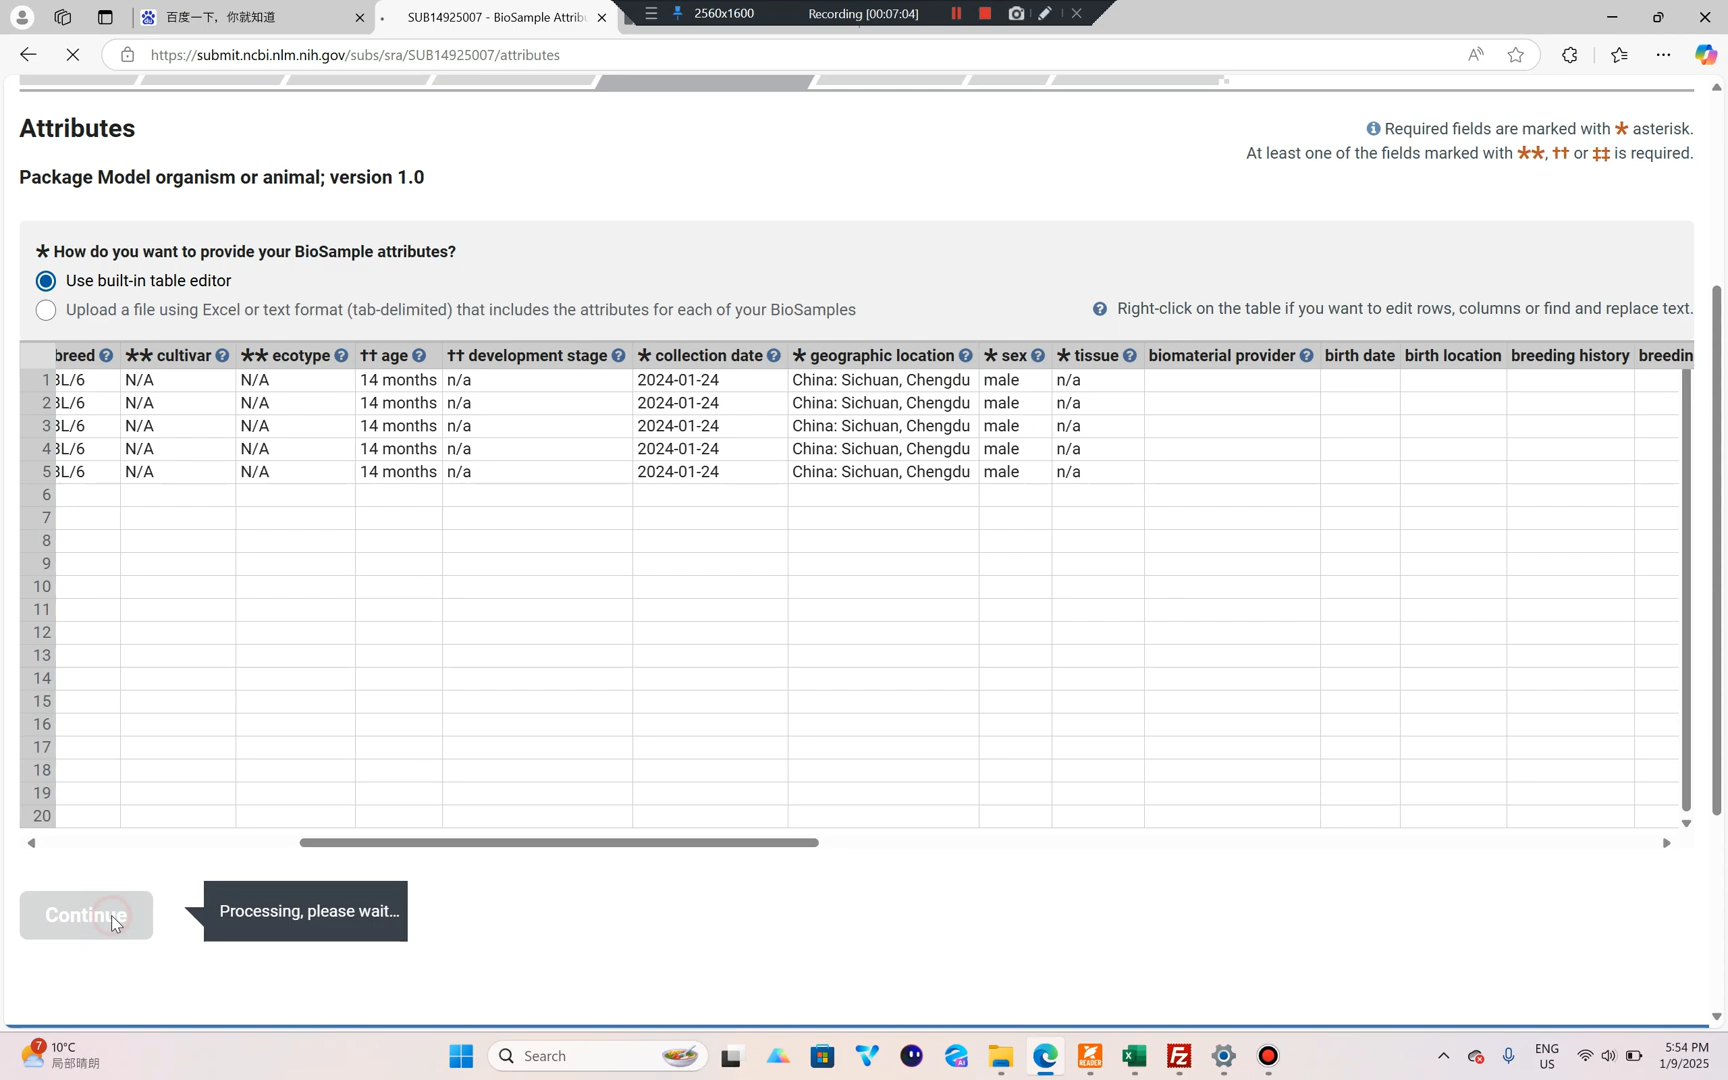 百度一下，你就知道
SUB14925007 - BioSample Attribu
2560x1600
Recording [00:07:04]
https://submit.ncbi.nlm.nih.gov/subs/sra/SUB14925007/attributes
Attributes
Required fields are marked with * asterisk.
At least one of the fields marked with **, †† or ‡‡ is required.
Package Model organism or animal; version 1.0
* How do you want to provide your BioSample attributes?
Use built-in table editor
Upload a file using Excel or text format (tab-delimited) that includes the attributes for each of your BioSamples
Right-click on the table if you want to edit rows, columns or find and replace text.
breed ** cultivar ** ecotype †† age †† development stage * collection date * geographic location * sex * tissue biomaterial provider birth date birth location breeding history breedin
1 BL/6 N/A N/A 14 months n/a 2024-01-24 China: Sichuan, Chengdu male n/a
2 BL/6 N/A N/A 14 months n/a 2024-01-24 China: Sichuan, Chengdu male n/a
3 BL/6 N/A N/A 14 months n/a 2024-01-24 China: Sichuan, Chengdu male n/a
4 BL/6 N/A N/A 14 months n/a 2024-01-24 China: Sichuan, Chengdu male n/a
5 BL/6 N/A N/A 14 months n/a 2024-01-24 China: Sichuan, Chengdu male n/a
6
7
8
9
10
11
12
13
14
15
16
17
18
19
20
Continue
Processing, please wait...
7
10°C
局部晴朗
Search
READER
ENG
US
5:54 PM
1/9/2025